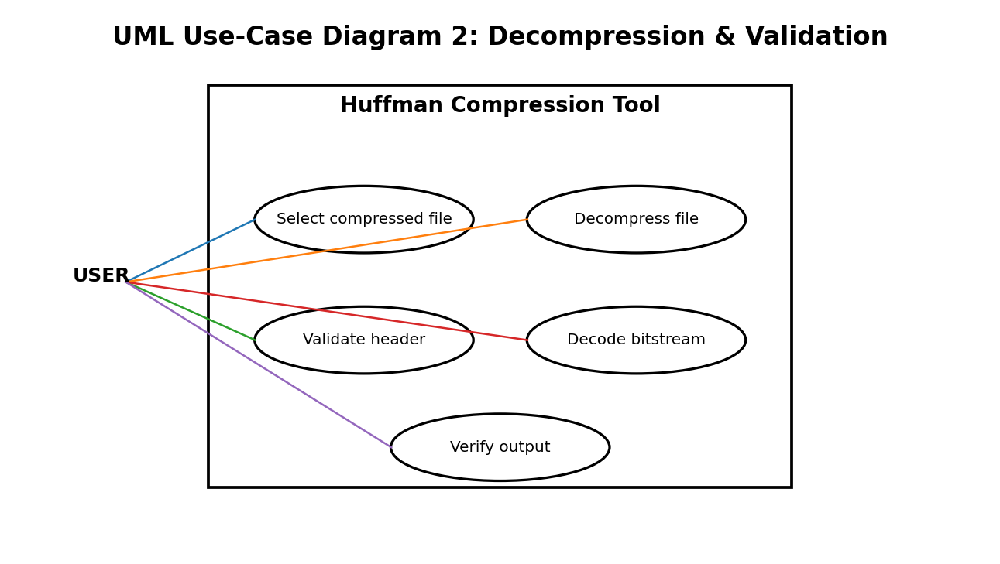 UML Use-Case Diagram 2: Decompression & Validation
Huffman Compression Tool
Select compressed file
Decompress file
USER
Validate header
Decode bitstream
Verify output